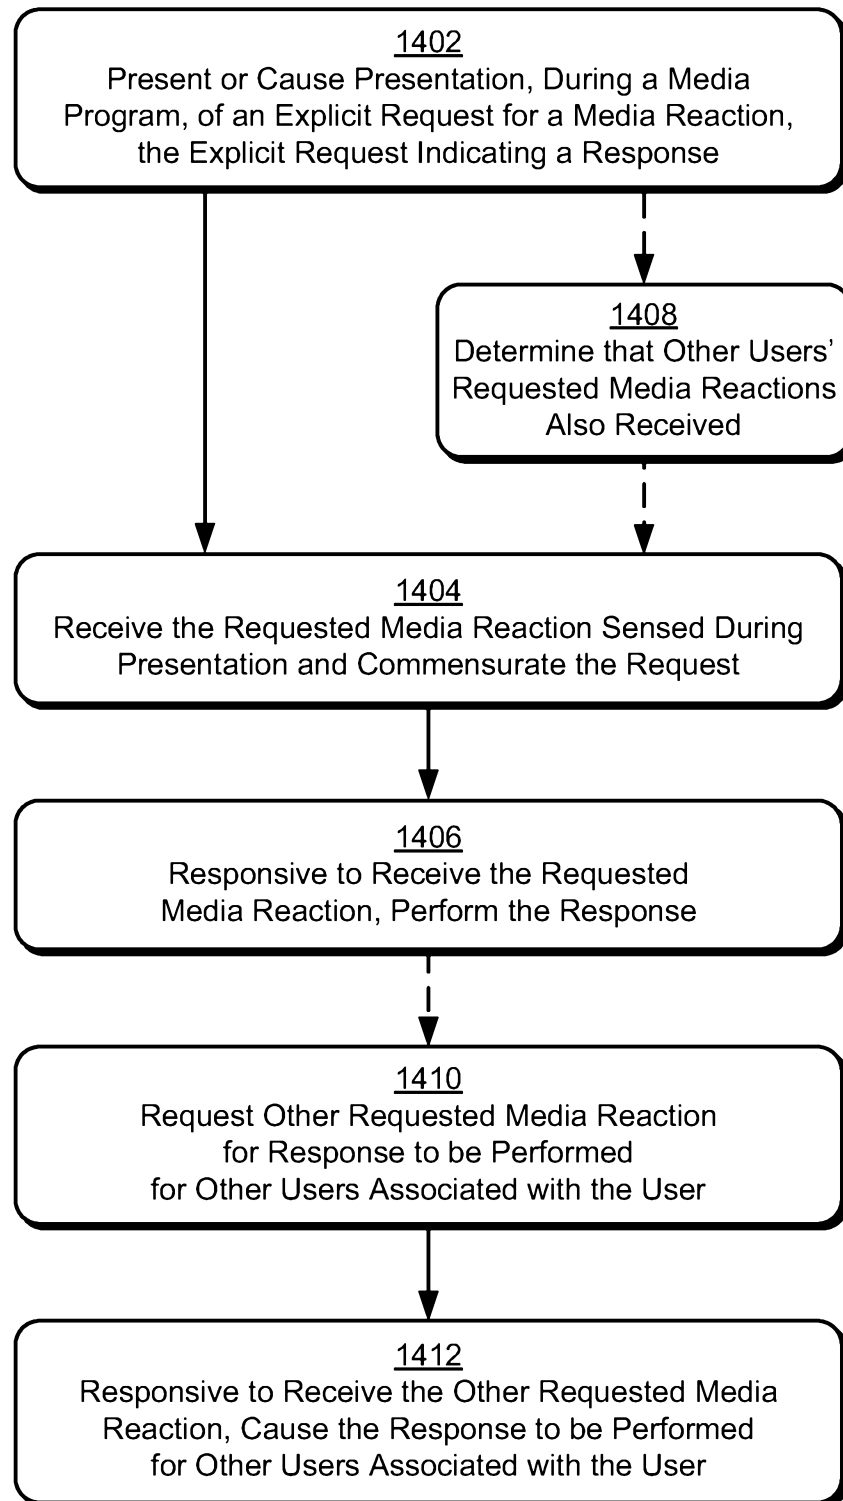 1402
Present or Cause Presentation, During a Media
Program, of an Explicit Request for a Media Reaction,
the Explicit Request Indicating a Response
1408
Determine that Other Users’
Requested Media Reactions
Also Received
1404
Receive the Requested Media Reaction Sensed During
Presentation and Commensurate the Request
1406
Responsive to Receive the Requested
Media Reaction, Perform the Response
1410
Request Other Requested Media Reaction
for Response to be Performed
for Other Users Associated with the User
1412
Responsive to Receive the Other Requested Media
Reaction, Cause the Response to be Performed
for Other Users Associated with the User